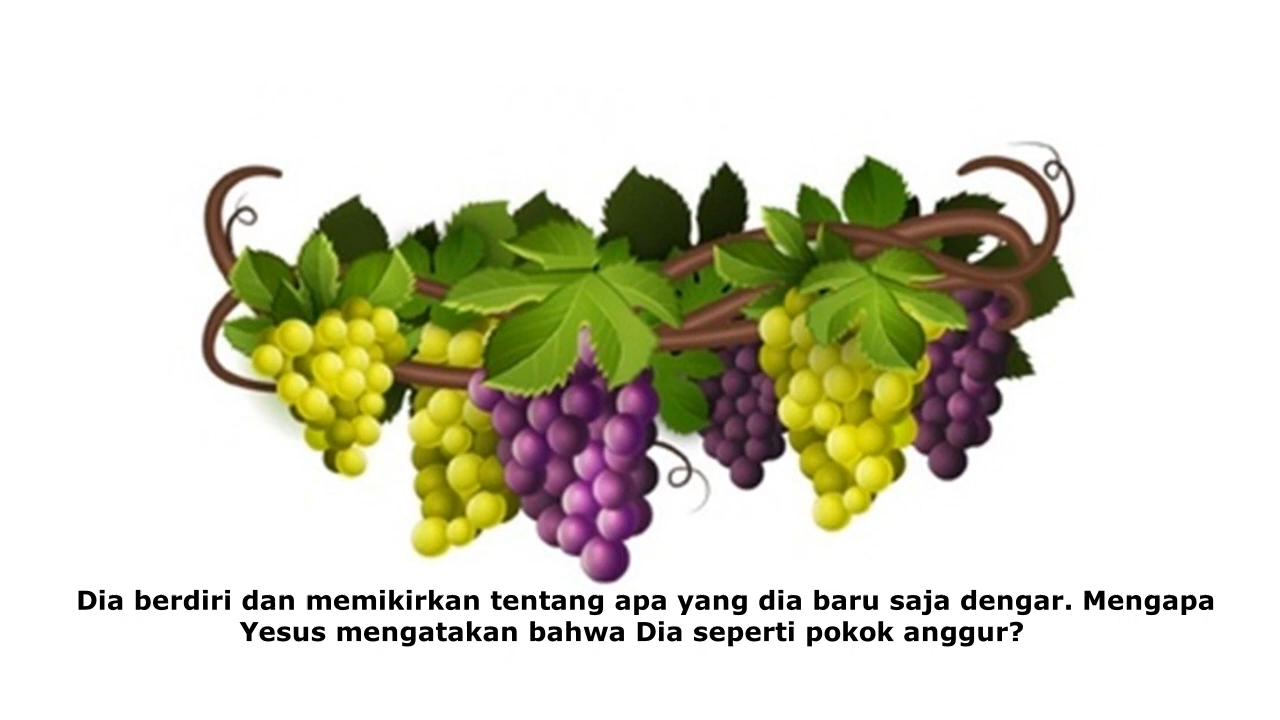 Dia berdiri dan memikirkan tentang apa yang dia baru saja dengar. Mengapa
Yesus mengatakan bahwa Dia seperti pokok anggur?